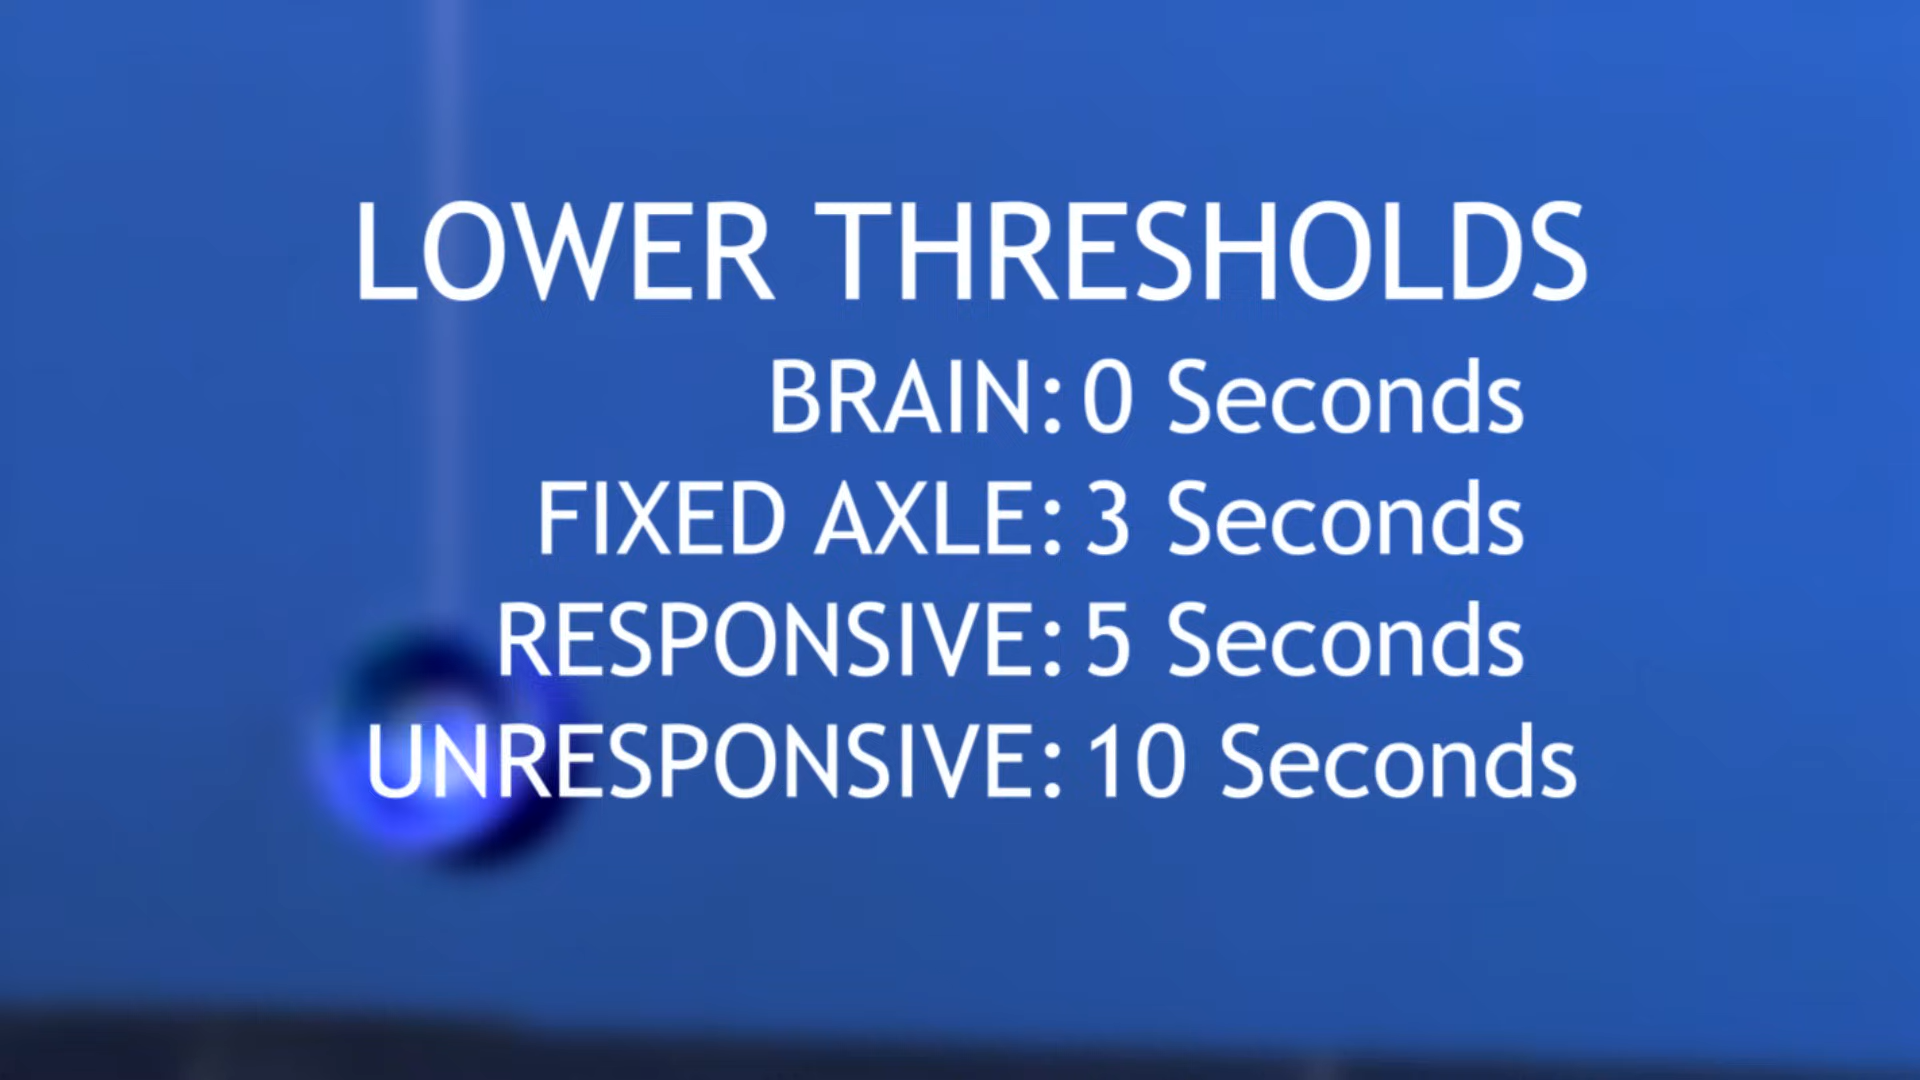 LOWER THRESHOLDS
BRAIN: 0 Seconds
FIXED AXLE: 3 Seconds
RESPONSIVE: 5 Seconds
UNRESPONSIVE: 10 Seconds